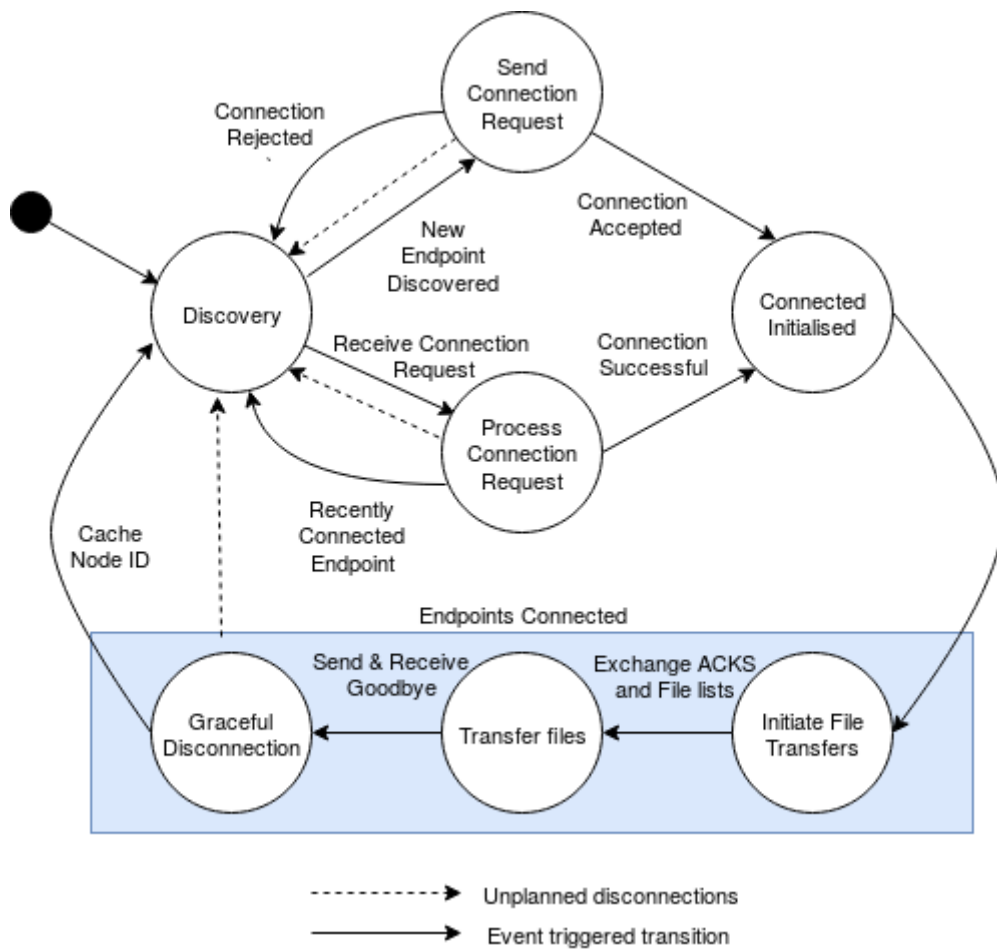 Send
Connection
Request
Connection
Rejected
Connection
Accepted
New
Endpoint
Discovered
Discovery
Connected
Initialised
Receive Connection
Request
Connection
Successful
Process
Connection
Request
Recently
Connected
Endpoint
Cache
Node ID
Endpoints Connected
Send & Receive
Goodbye
Exchange ACKS
and File lists
Graceful
Disconnection
Transfer files
Initiate File
Transfers
Unplanned disconnections
Event triggered transition